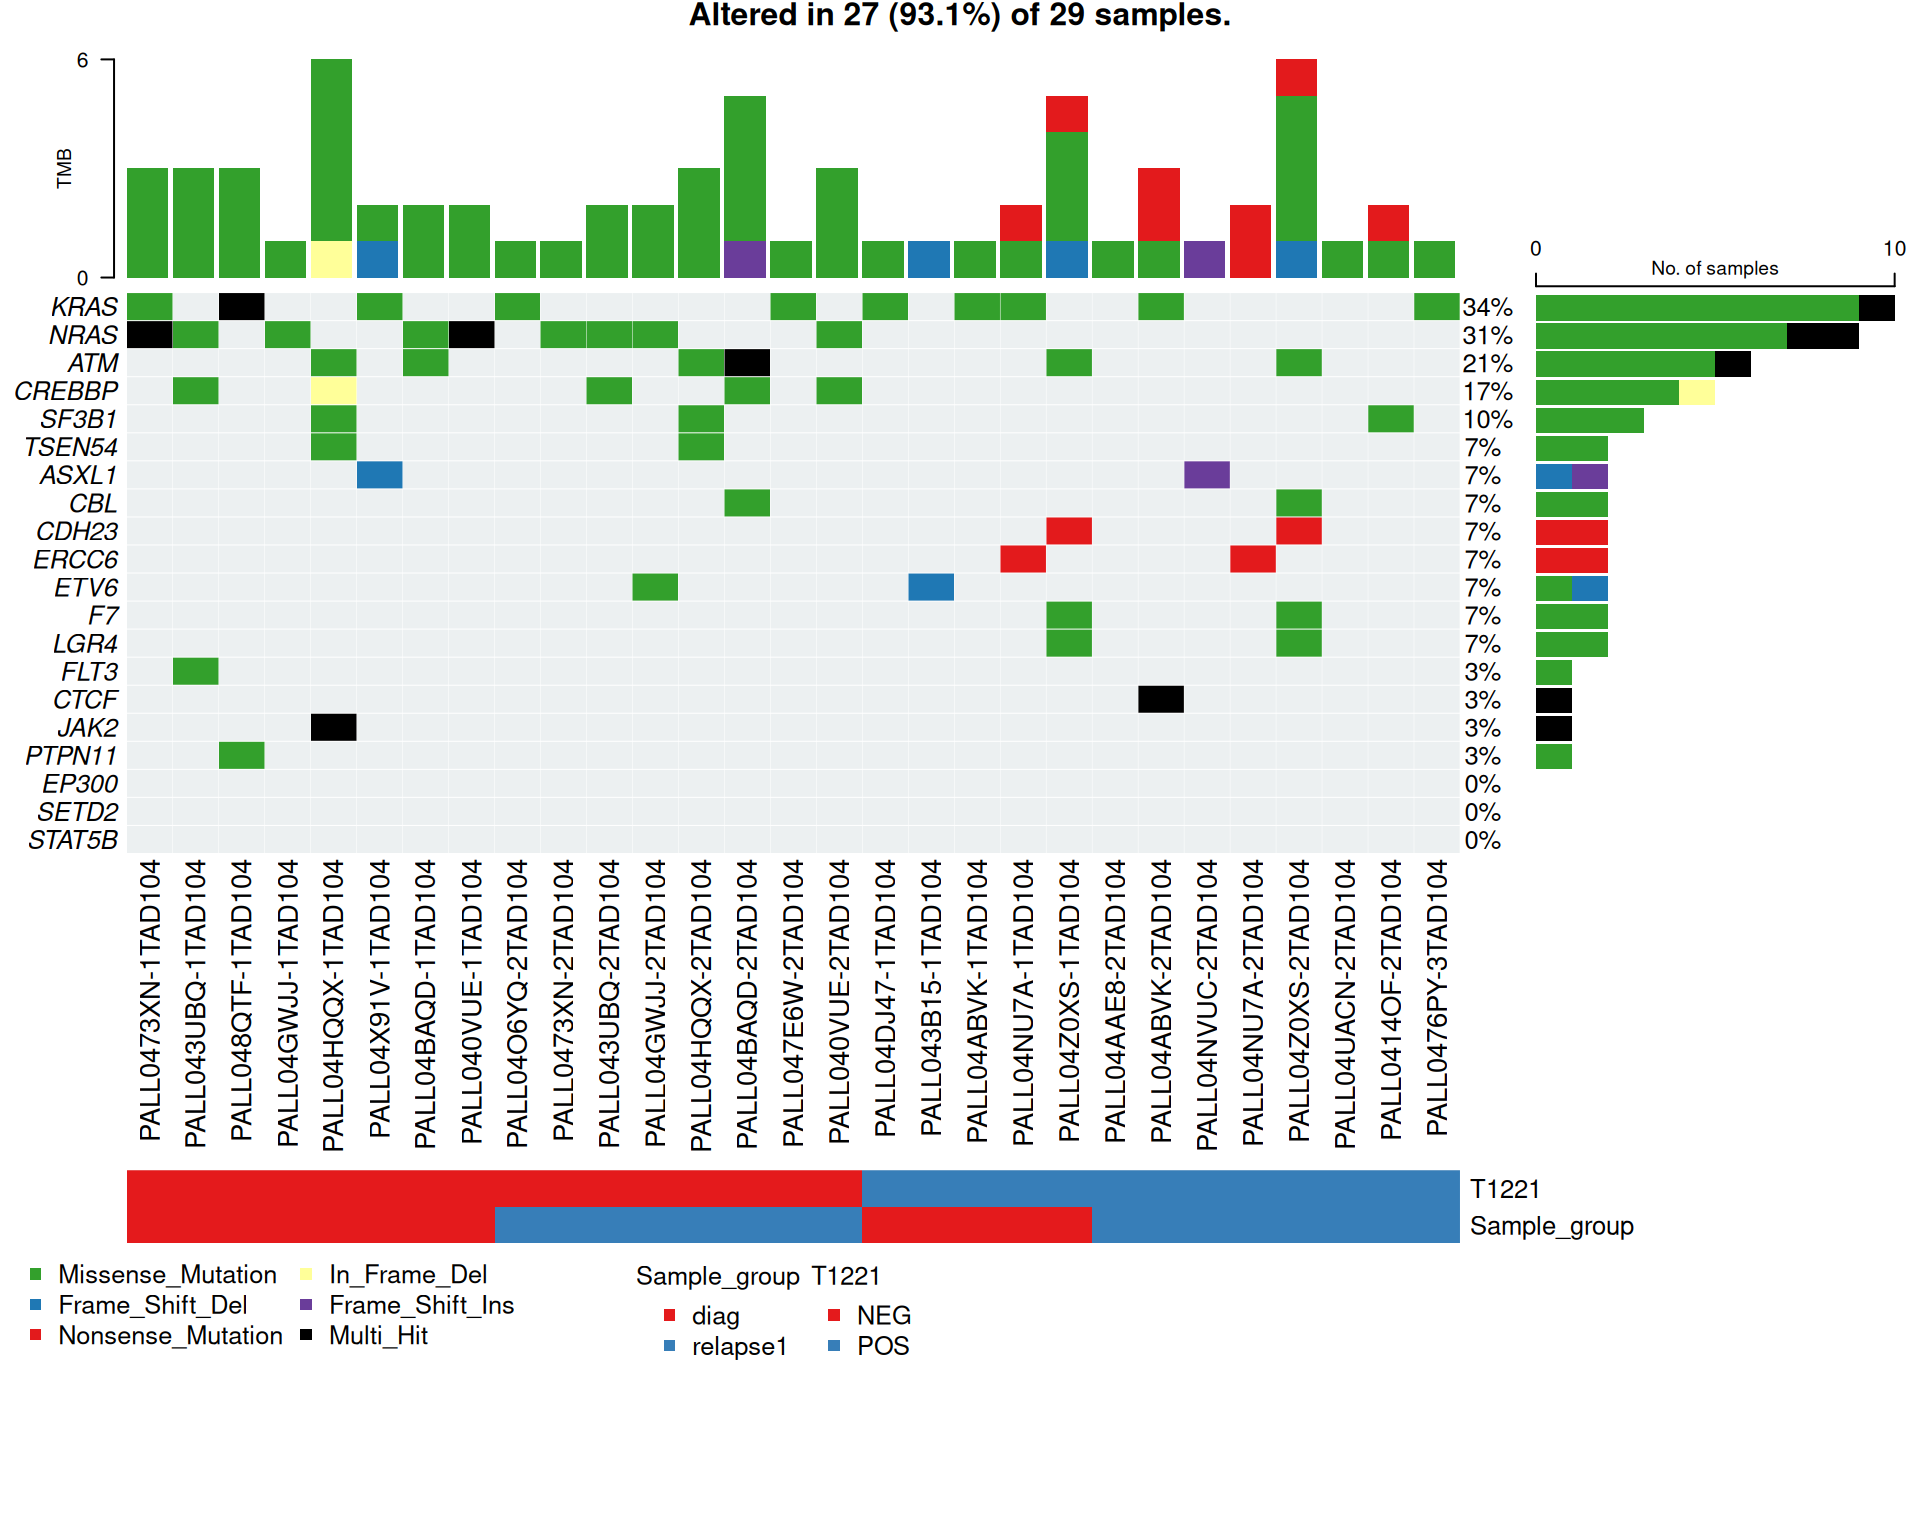 Altered in 27 (93.1%) of 29 samples.
6
TMB
0
0
10
No. of samples
KRAS 34%
NRAS 31%
ATM 21%
CREBBP 17%
SF3B1 10%
TSEN54 7%
ASXL1 7%
CBL 7%
CDH23 7%
ERCC6 7%
ETV6 7%
F7 7%
LGR4 7%
FLT3 3%
CTCF 3%
JAK2 3%
PTPN11 3%
EP300 0%
SETD2 0%
STAT5B 0%
PALL0473XN-1TAD104
PALL043UBQ-1TAD104
PALL048QTF-1TAD104
PALL04GWJJ-1TAD104
PALL04HQQX-1TAD104
PALL04X91V-1TAD104
PALL04BAQD-1TAD104
PALL040VUE-1TAD104
PALL04O6YQ-2TAD104
PALL0473XN-2TAD104
PALL043UBQ-2TAD104
PALL04GWJJ-2TAD104
PALL04HQQX-2TAD104
PALL04BAQD-2TAD104
PALL047E6W-2TAD104
PALL040VUE-2TAD104
PALL04DJ47-1TAD104
PALL043B15-1TAD104
PALL04ABVK-1TAD104
PALL04NU7A-1TAD104
PALL04Z0XS-1TAD104
PALL04AAE8-2TAD104
PALL04ABVK-2TAD104
PALL04NVUC-2TAD104
PALL04NU7A-2TAD104
PALL04Z0XS-2TAD104
PALL04UACN-2TAD104
PALL0414OF-2TAD104
PALL0476PY-3TAD104
T1221
Sample_group
Missense_Mutation
Frame_Shift_Del
Nonsense_Mutation
In_Frame_Del
Frame_Shift_Ins
Multi_Hit
Sample_group
diag
relapse1
T1221
NEG
POS